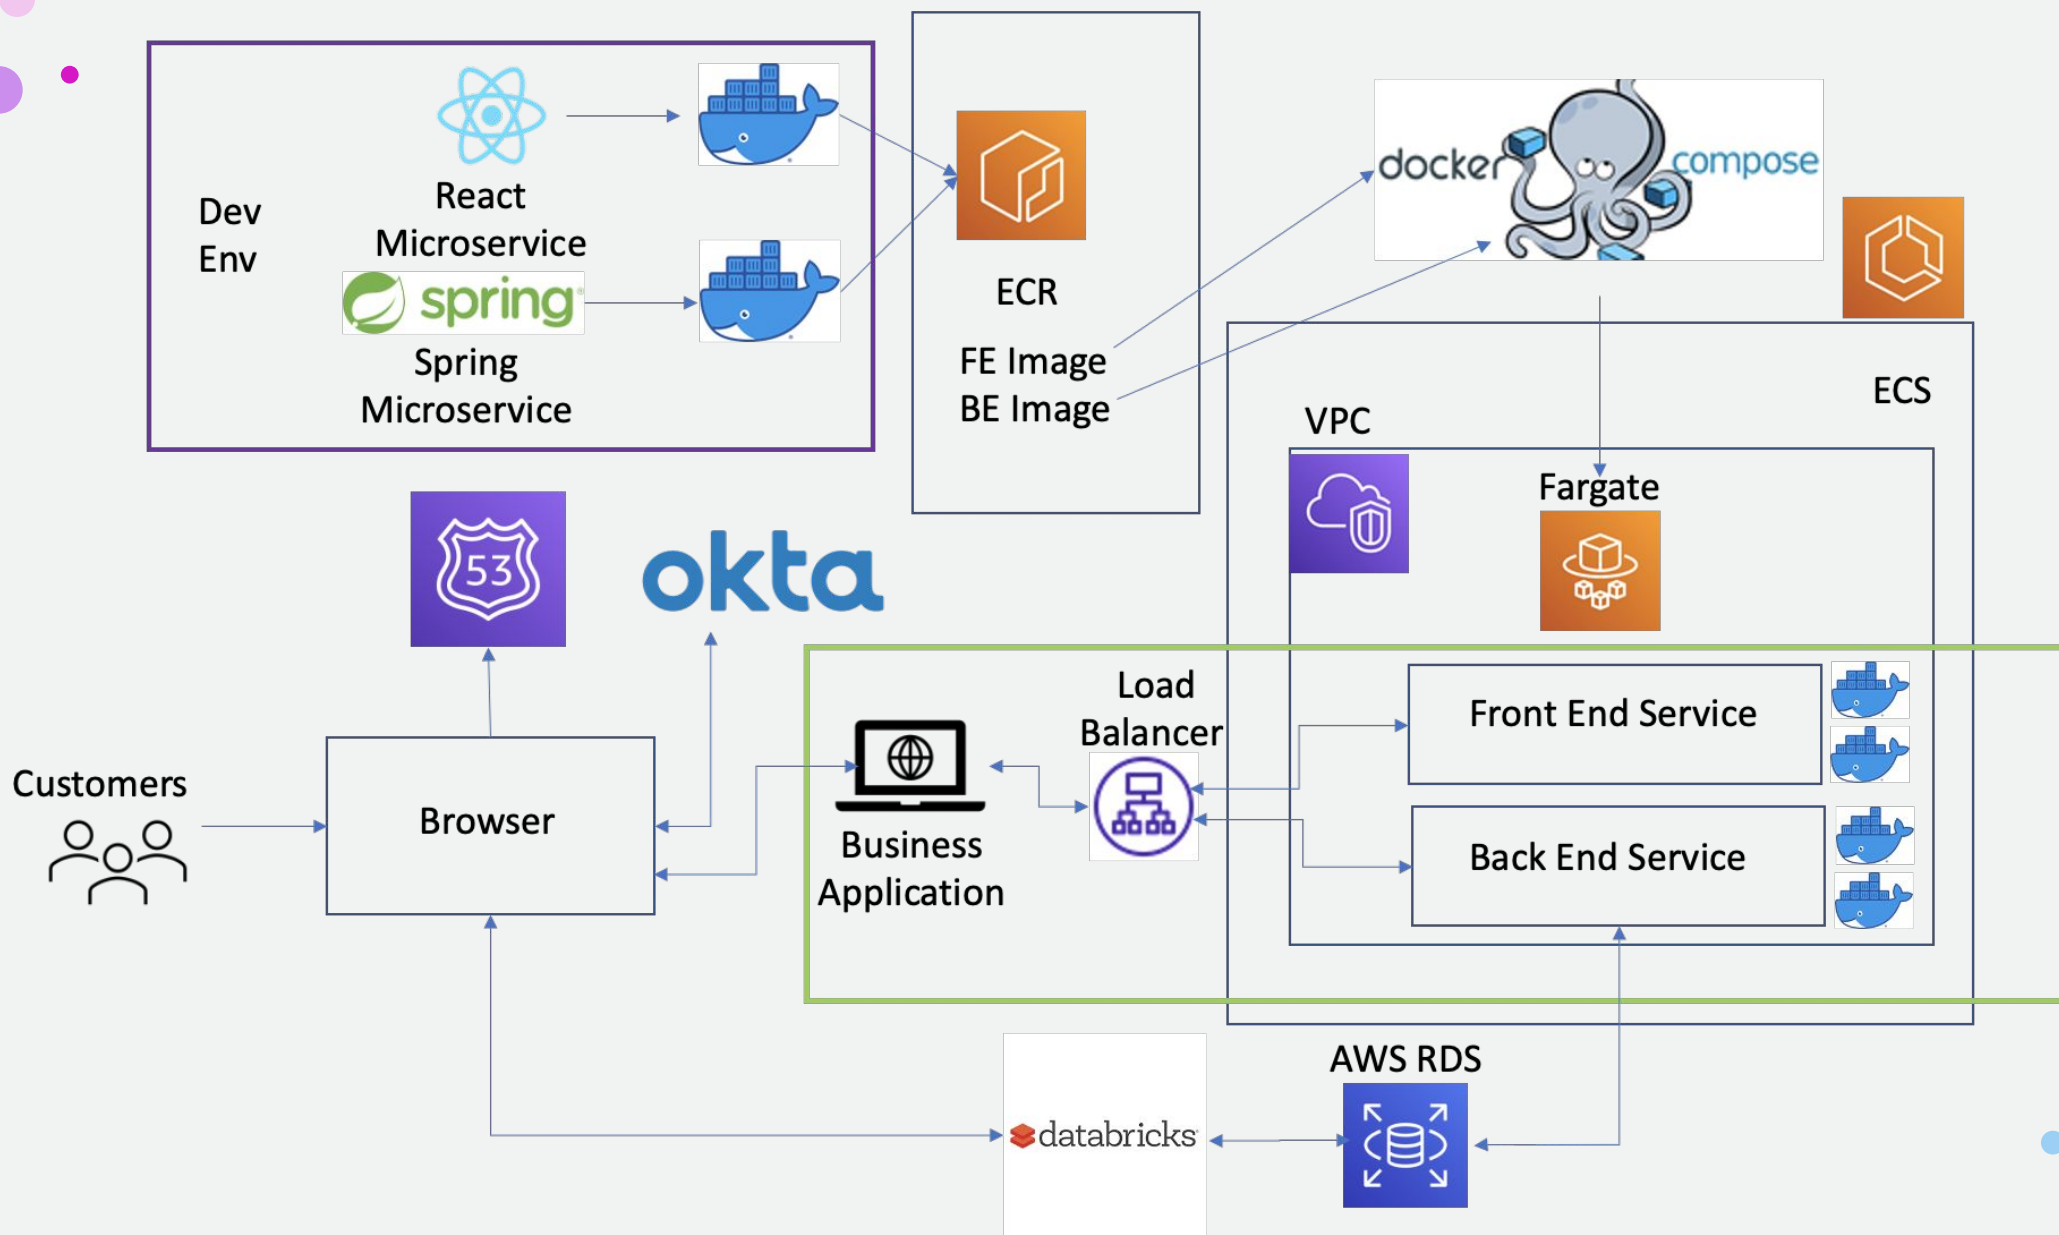 Dev
Env
React
Microservice
spring
Spring
Microservice
ECR
FE Image
BE Image
docker compose
ECS
VPC
Fargate
53
okta
Load
Balancer
Front End Service
Back End Service
Customers
Browser
Business
Application
AWS RDS
databricks